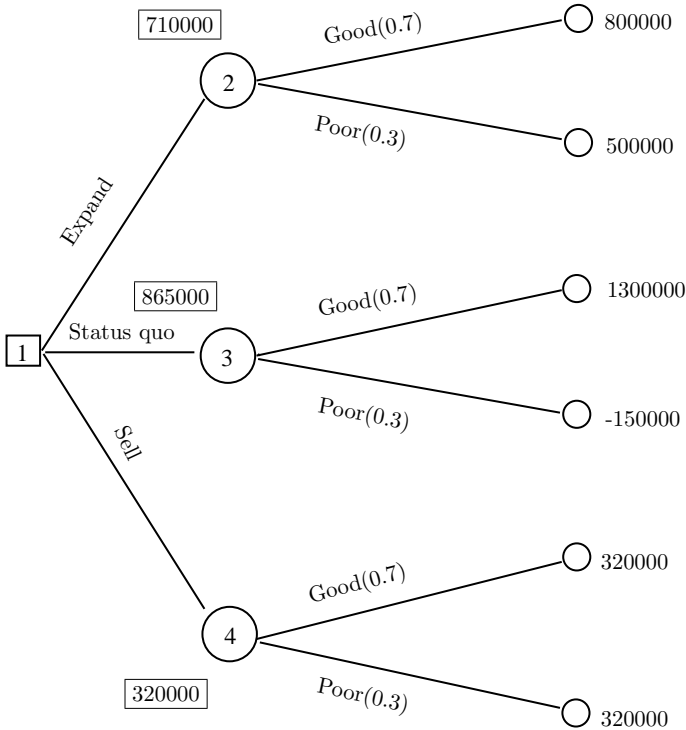 710000
2
Good(0.7)
800000
Poor(0.3)
500000
Expand
865000
Status quo
1
3
Good(0.7)
1300000
Poor(0.3)
-150000
Sell
4
Good(0.7)
320000
320000
Poor(0.3)
320000